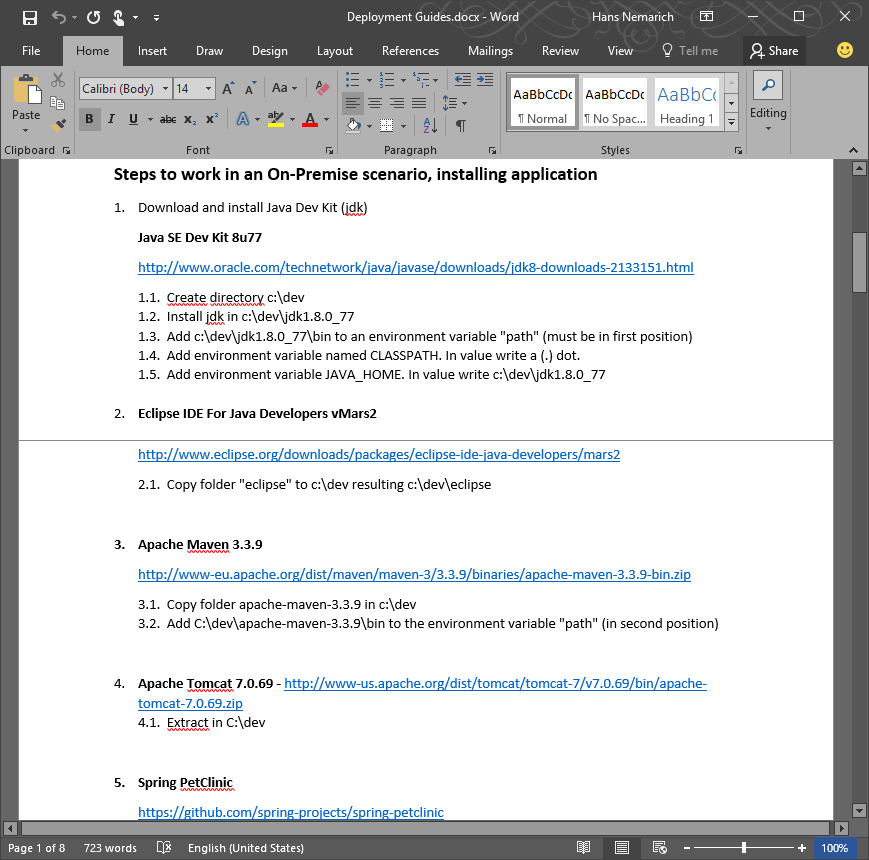 Deployment Guides.docx - Word
Hans Nemarich
File Home Insert Draw Design Layout References Mailings Review View Tell me Share
Paste
Calibri (Body) 14
Aa
B I U abc x₂ x²
AaBbCcDc AaBbCcDc AaBbCc
¶ Normal ¶ No Spac... Heading 1
Editing
Clipboard Font Paragraph Styles
Steps to work in an On-Premise scenario, installing application
1. Download and install Java Dev Kit (jdk)
Java SE Dev Kit 8u77
http://www.oracle.com/technetwork/java/javase/downloads/jdk8-downloads-2133151.html
1.1. Create directory c:\dev
1.2. Install jdk in c:\dev\jdk1.8.0_77
1.3. Add c:\dev\jdk1.8.0_77\bin to an environment variable "path" (must be in first position)
1.4. Add environment variable named CLASSPATH. In value write a (.) dot.
1.5. Add environment variable JAVA_HOME. In value write c:\dev\jdk1.8.0_77
2. Eclipse IDE For Java Developers vMars2
http://www.eclipse.org/downloads/packages/eclipse-ide-java-developers/mars2
2.1. Copy folder "eclipse" to c:\dev resulting c:\dev\eclipse
3. Apache Maven 3.3.9
http://www-eu.apache.org/dist/maven/maven-3/3.3.9/binaries/apache-maven-3.3.9-bin.zip
3.1. Copy folder apache-maven-3.3.9 in c:\dev
3.2. Add C:\dev\apache-maven-3.3.9\bin to the environment variable "path" (in second position)
4. Apache Tomcat 7.0.69 - http://www-us.apache.org/dist/tomcat/tomcat-7/v7.0.69/bin/apache-
tomcat-7.0.69.zip
4.1. Extract in C:\dev
5. Spring PetClinic
https://github.com/spring-projects/spring-petclinic
Page 1 of 8 723 words English (United States) 100%